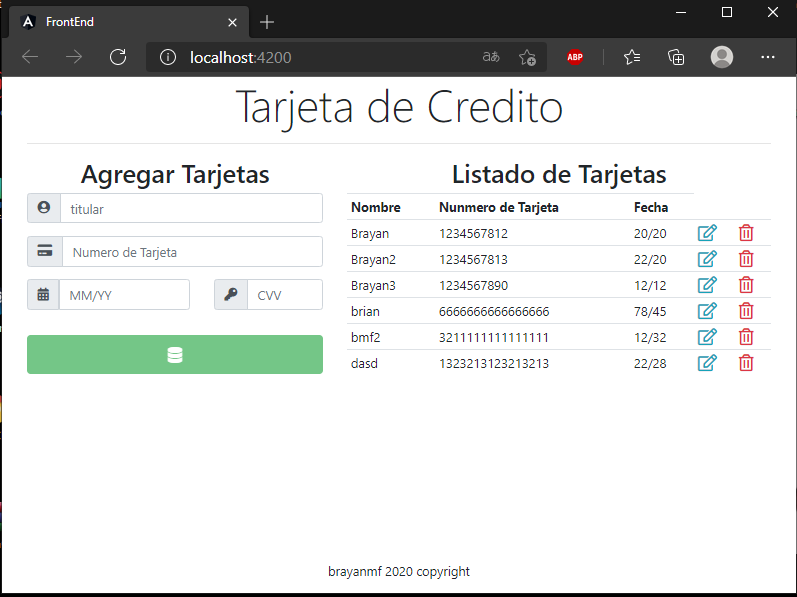 FrontEnd
localhost:4200
aあ
ABP
Tarjeta de Credito
Agregar Tarjetas
titular
Numero de Tarjeta
MM/YY
CVV
Listado de Tarjetas
Nombre Nunmero de Tarjeta Fecha
Brayan 1234567812 20/20
Brayan2 1234567813 22/20
Brayan3 1234567890 12/12
brian 6666666666666666 78/45
bmf2 3211111111111111 12/32
dasd 1323213123213213 22/28
brayanmf 2020 copyright